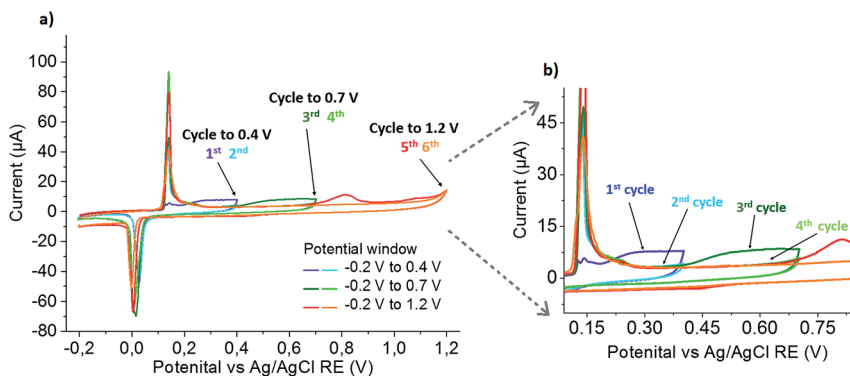 a)
Current (µA)
100
80
60
40
20
0
-20
-40
-60
-80
Cycle to 0.4 V
1st 2nd
Cycle to 0.7 V
3rd 4th
Cycle to 1.2 V
5th 6th
Potential window
-0.2 V to 0.4 V
-0.2 V to 0.7 V
-0.2 V to 1.2 V
-0,2 0,0 0,2 0,4 0,6 0,8 1,0 1,2
Potenital vs Ag/AgCl RE (V)
b)
Current (µA)
45
30
15
0
1st cycle
2nd cycle
3rd cycle
4th cycle
0.15 0.30 0.45 0.60 0.75
Potenital vs Ag/AgCl RE (V)